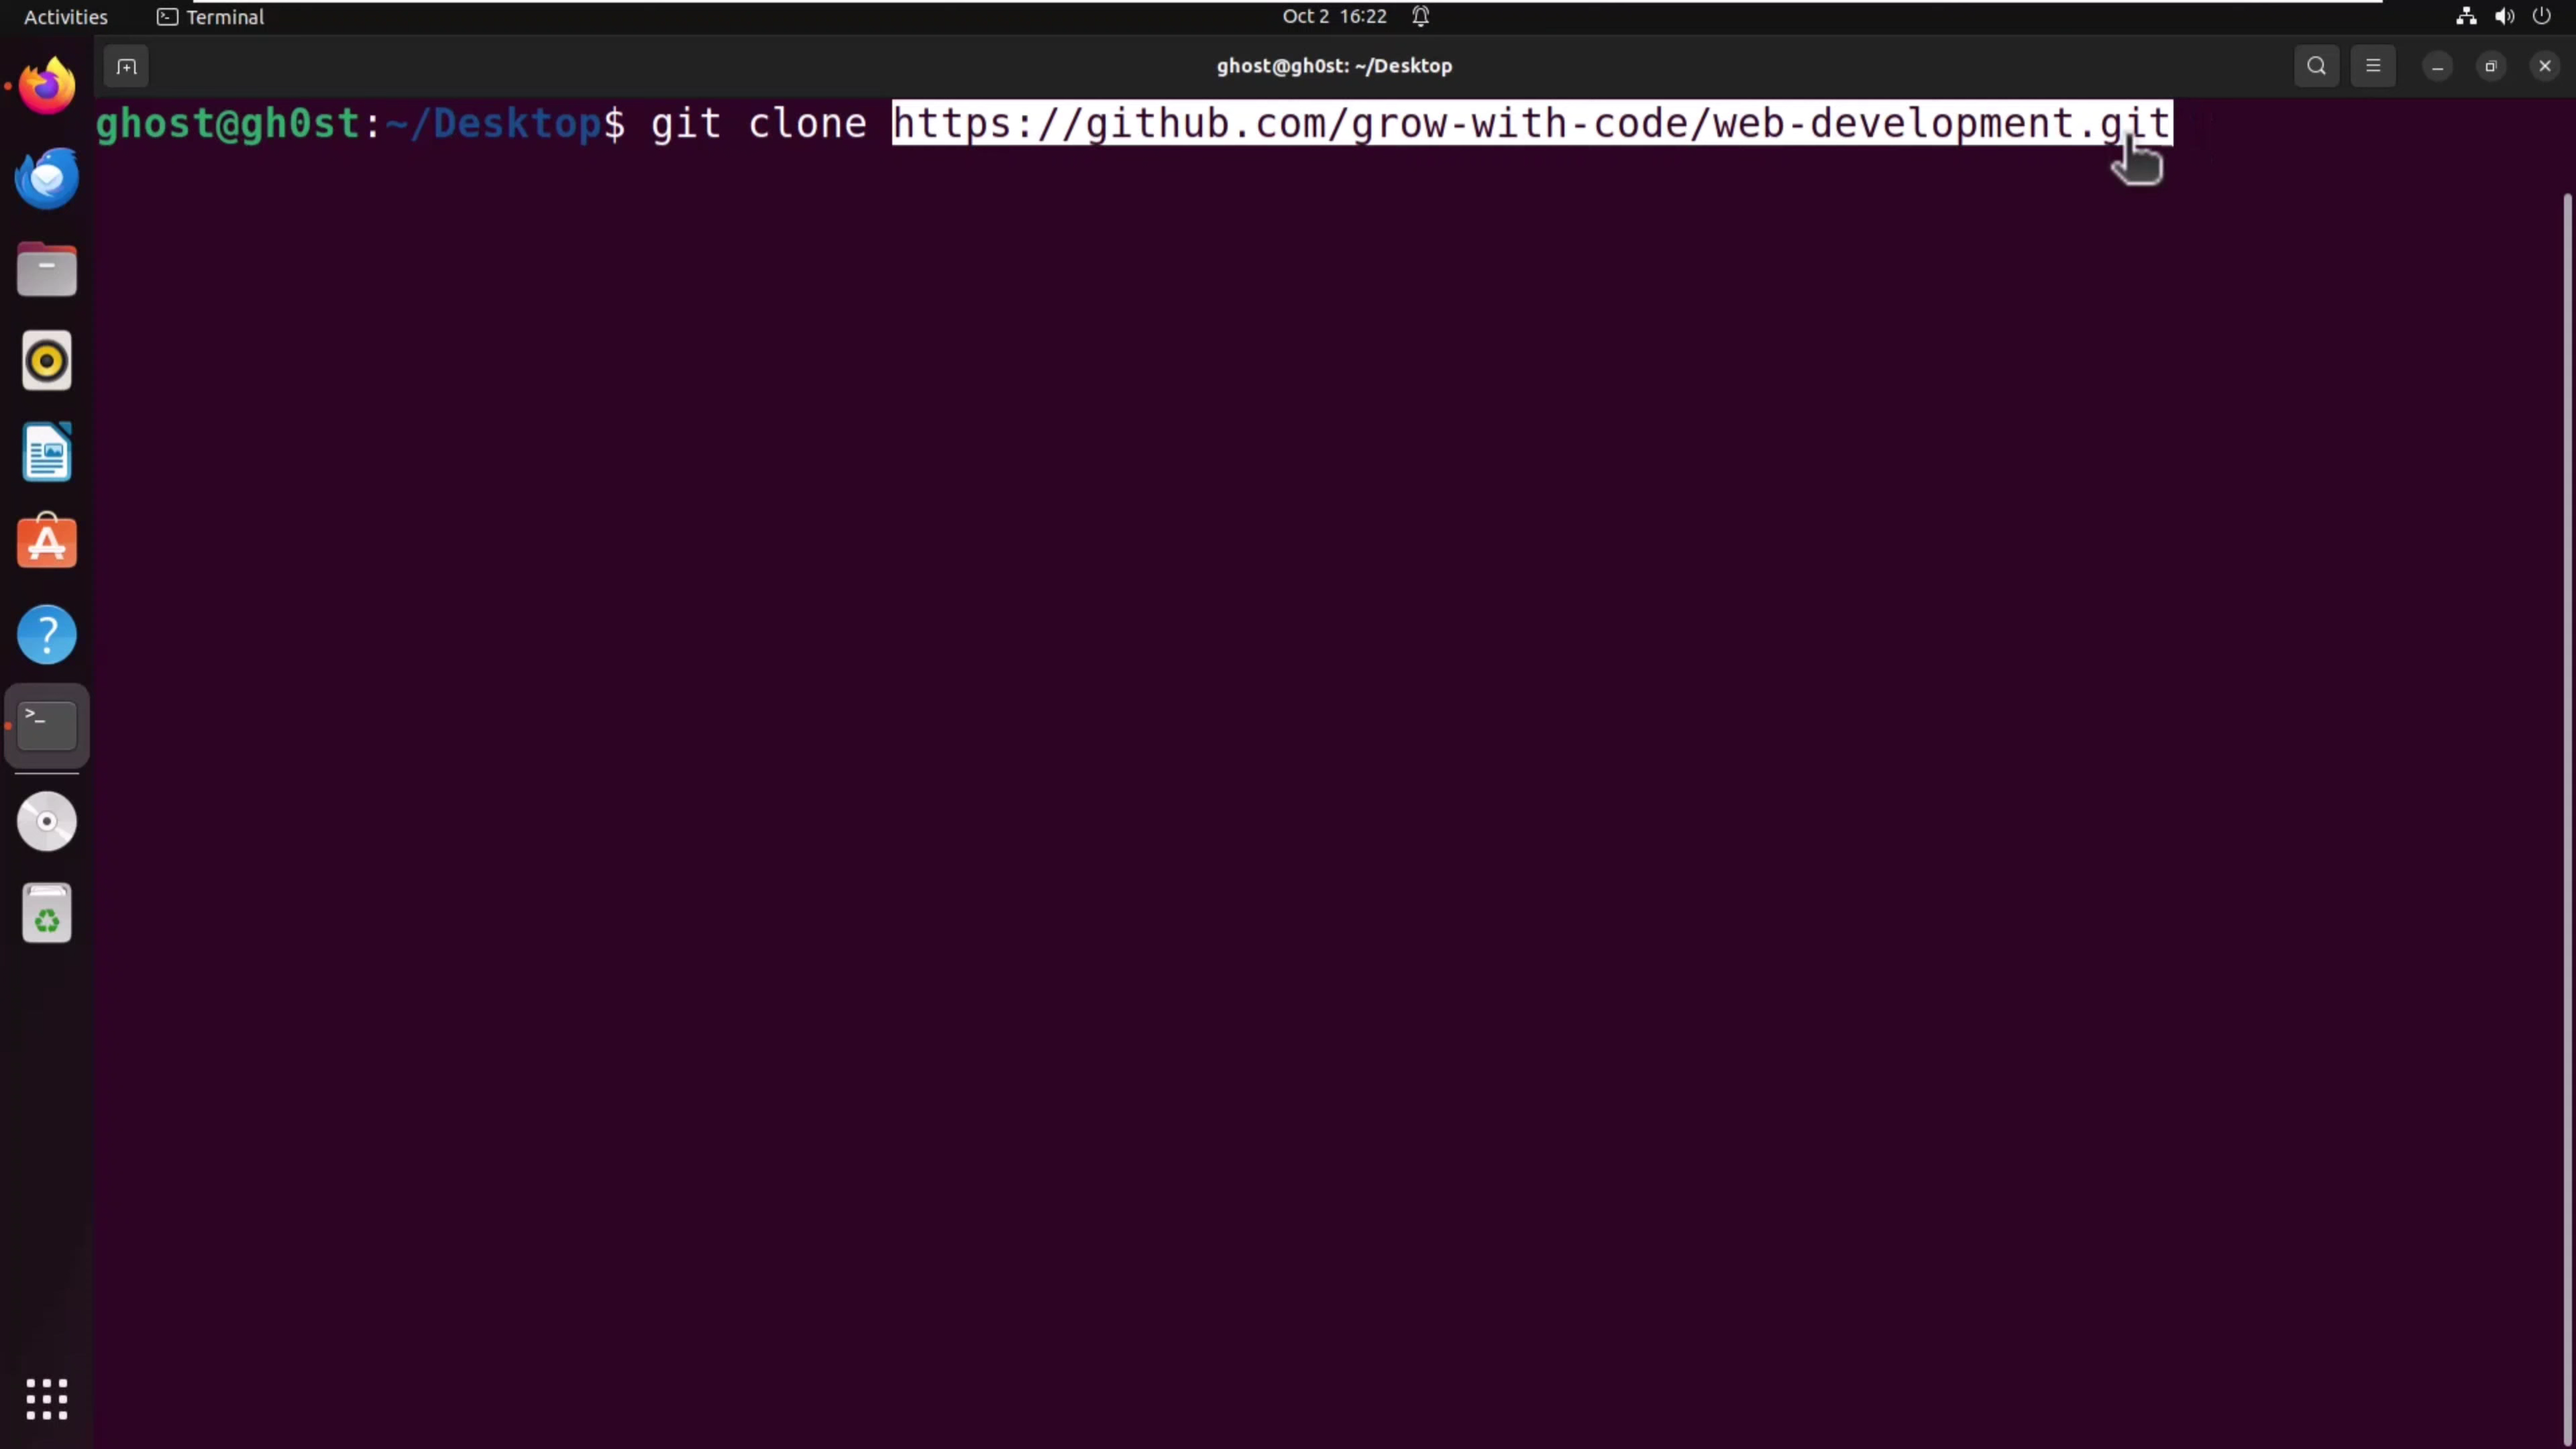 Activities Terminal Oct 2 16:22
ghost@gh0st: ~/Desktop
ghost@gh0st:~/Desktop$ git clone https://github.com/grow-with-code/web-development.git